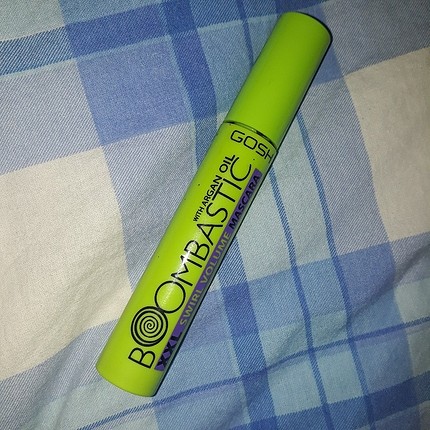 GOSH
WITH ARGAN OIL
BOOMBASTIC
XXL SWIRL VOLUME MASCARA